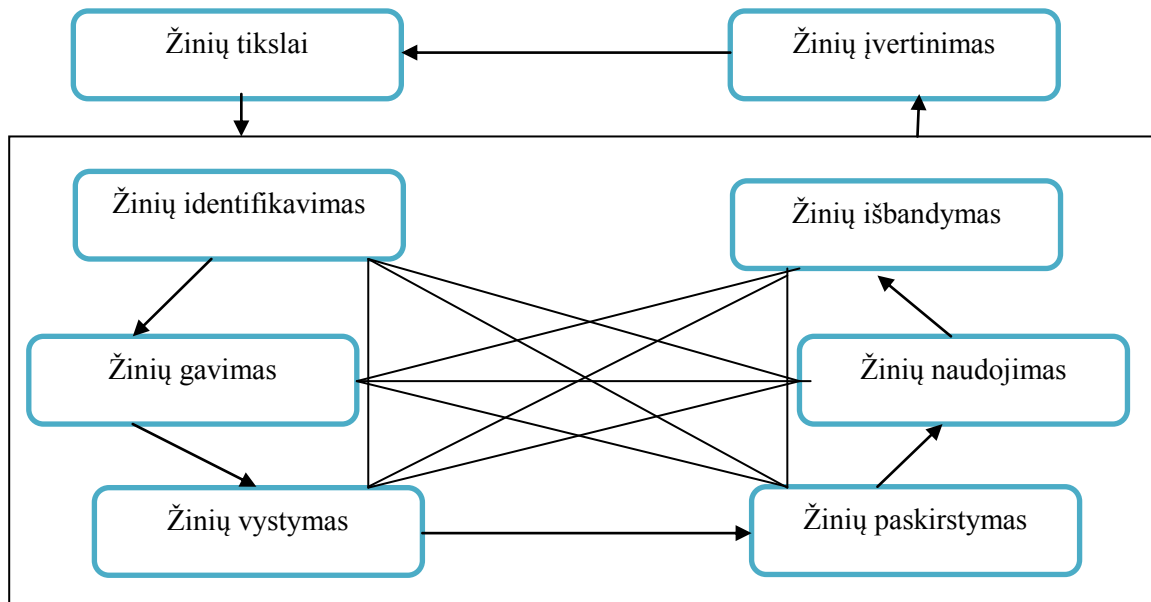 Žinių tikslai
Žinių įvertinimas
Žinių identifikavimas
Žinių išbandymas
Žinių gavimas
Žinių naudojimas
Žinių vystymas
Žinių paskirstymas